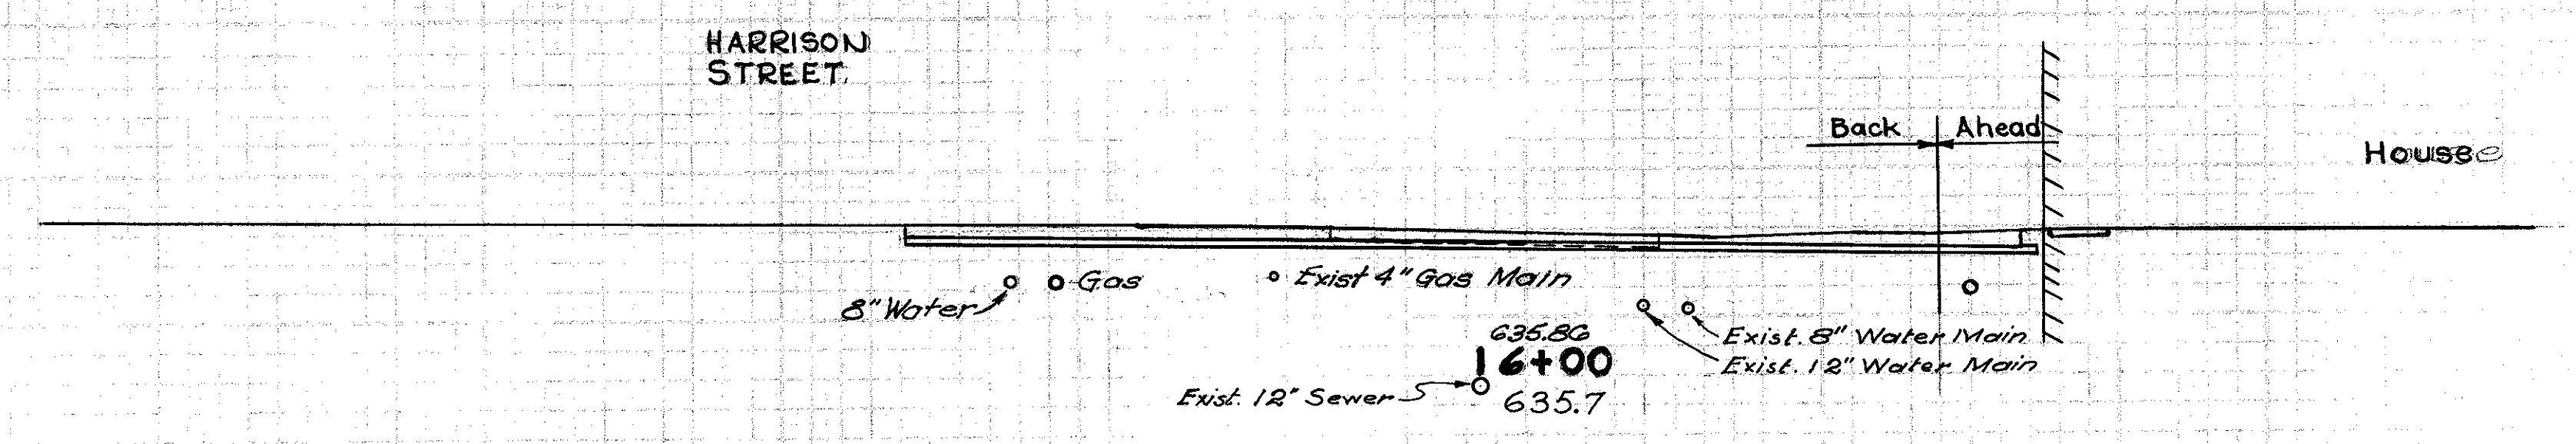 HARRISON
STREET.
Back
Ahead
House
Gas
8" Water
Exist 4" Gas Main
635.86
16+00
635.7
Exist. 12" Sewer
Exist. 8" Water Main
Exist. 12" Water Main